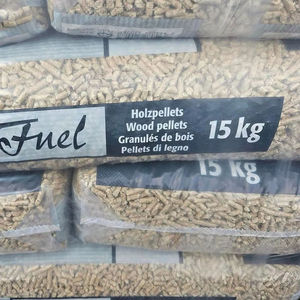 Fuel
Holzpellets
Wood pellets
Granulés de bois
Pellets di legno
15 kg
15 kg